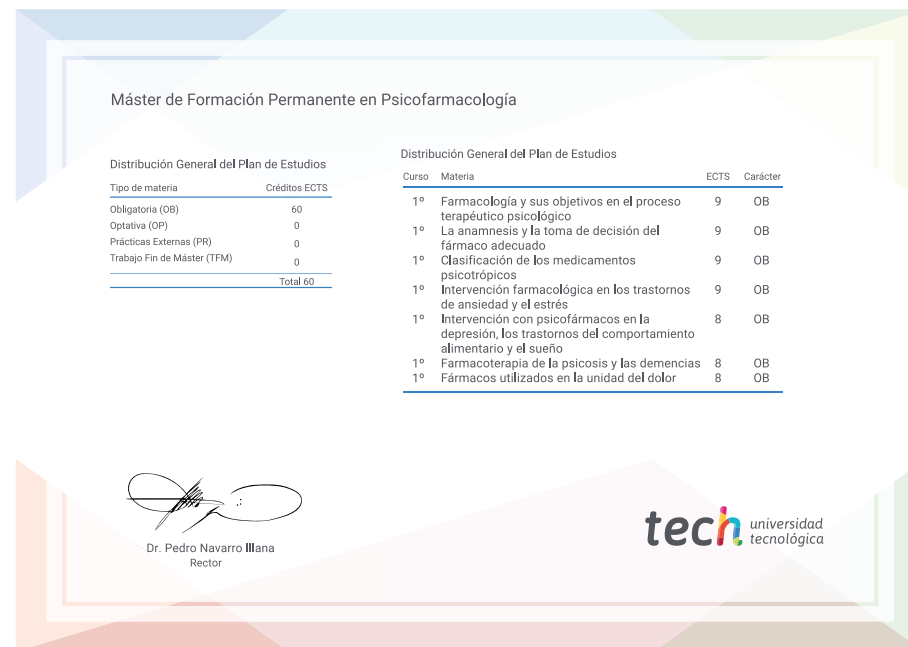 Máster de Formación Permanente en Psicofarmacología
Distribución General del Plan de Estudios
Tipo de materia Créditos ECTS
Obligatoria (OB) 60
Optativa (OP) 0
Prácticas Externas (PR) 0
Trabajo Fin de Máster (TFM) 0
Total 60
Distribución General del Plan de Estudios
Curso Materia ECTS Carácter
1º Farmacología y sus objetivos en el proceso 9 OB
terapéutico psicológico
1º La anamnesis y la toma de decisión del 9 OB
fármaco adecuado
1º Clasificación de los medicamentos 9 OB
psicotrópicos
1º Intervención farmacológica en los trastornos 9 OB
de ansiedad y el estrés
1º Intervención con psicofármacos en la 8 OB
depresión, los trastornos del comportamiento
alimentario y el sueño
1º Farmacoterapia de la psicosis y las demencias 8 OB
1º Fármacos utilizados en la unidad del dolor 8 OB
Dr. Pedro Navarro Illana
Rector
tech universidad
tecnológica